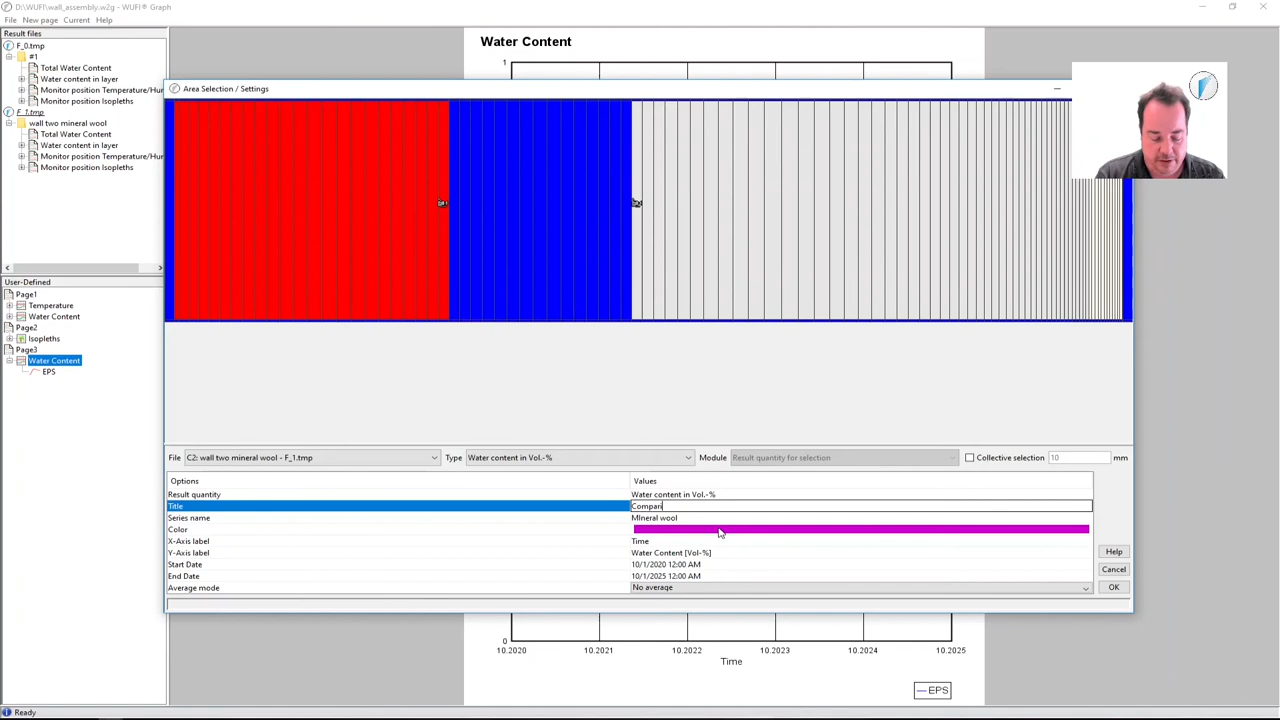 D:\WUFI\wall_assembly.w2g - WUFI® Graph
File New page Current Help
Result files
F_0.tmp
#1
Total Water Content
Water content in layer
Monitor position Temperature/Hur
Monitor position Isopleths
F_1.tmp
wall two mineral wool
Total Water Content
Water content in layer
Monitor position Temperature/Hur
Monitor position Isopleths
User-Defined
Page1
Temperature
Water Content
Page2
Isopleths
Page3
Water Content
EPS
Ready
Water Content
1
Area Selection / Settings
File C2: wall two mineral wool - F_1.tmp Type Water content in Vol.-% Module Result quantity for selection Collective selection 10 mm
Options Values
Result quantity Water content in Vol.-%
Title Compari
Series name MIneral wool
Color
X-Axis label Time
Y-Axis label Water Content [Vol-%]
Start Date 10/1/2020 12:00 AM
End Date 10/1/2025 12:00 AM
Average mode No average
Help
Cancel
OK
0
10.2020 10.2021 10.2022 10.2023 10.2024 10.2025
Time
EPS